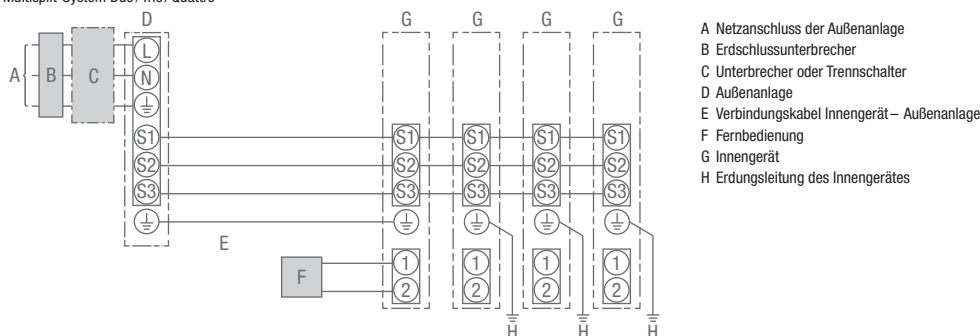 Multisplit-System Duo / Trio / Quattro
D G G G G
A B C L
N
S1 S1 S1 S1 S1
S2 S2 S2 S2 S2
S3 S3 S3 S3 S3
E
F 1 1 1 1
2 2 2 2
H H H
A Netzanschluss der Außenanlage
B Erdschlussunterbrecher
C Unterbrecher oder Trennschalter
D Außenanlage
E Verbindungskabel Innengerät – Außenanlage
F Fernbedienung
G Innengerät
H Erdungsleitung des Innengerätes